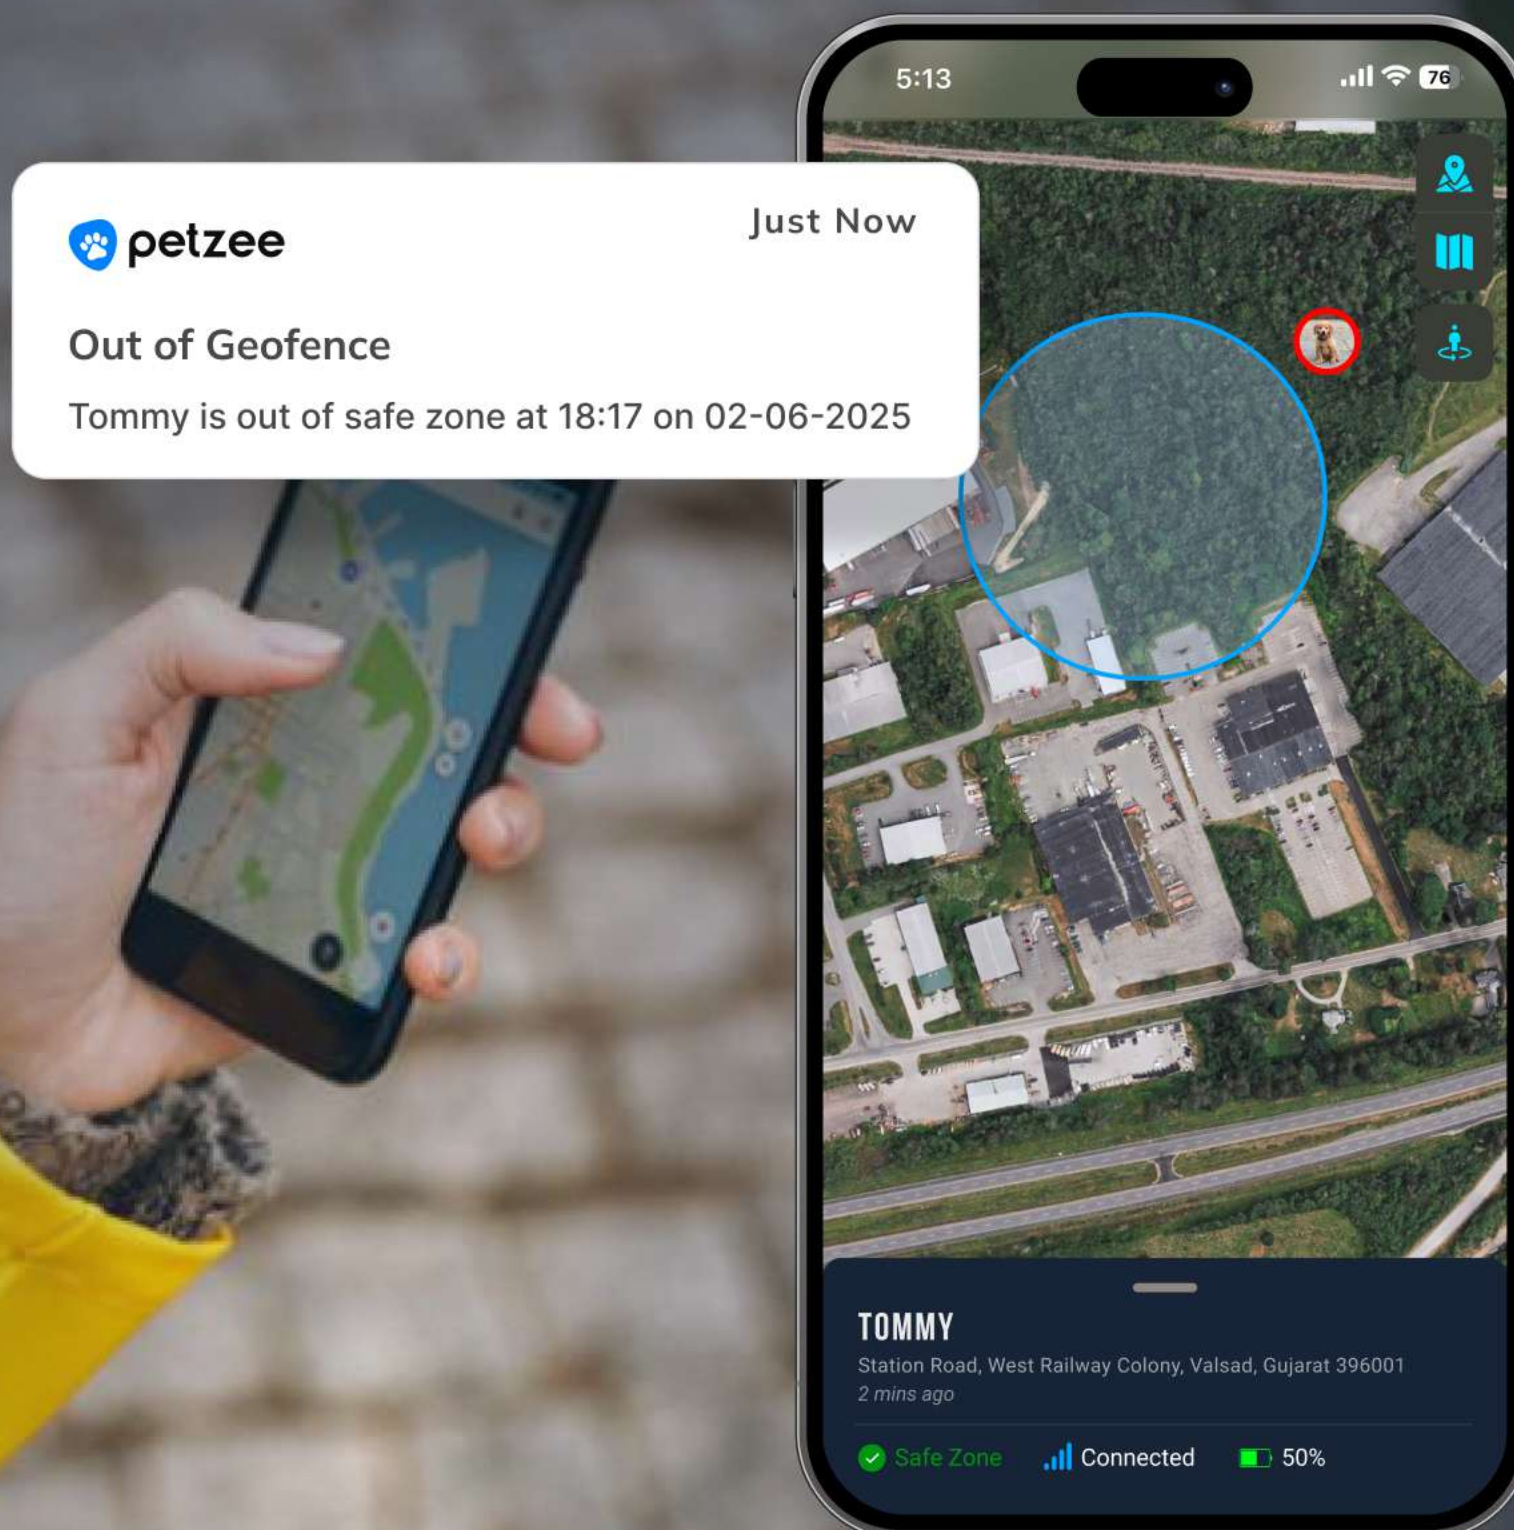 5:13
76
petzee
Just Now
Out of Geofence
Tommy is out of safe zone at 18:17 on 02-06-2025
TOMMY
Station Road, West Railway Colony, Valsad, Gujarat 396001
2 mins ago
Safe Zone
Connected
50%